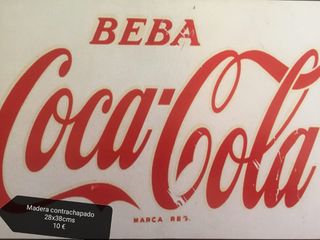 BEBA
Coca-Cola
MARCA REG.
Madera contrachapado
28x38cms
10 €